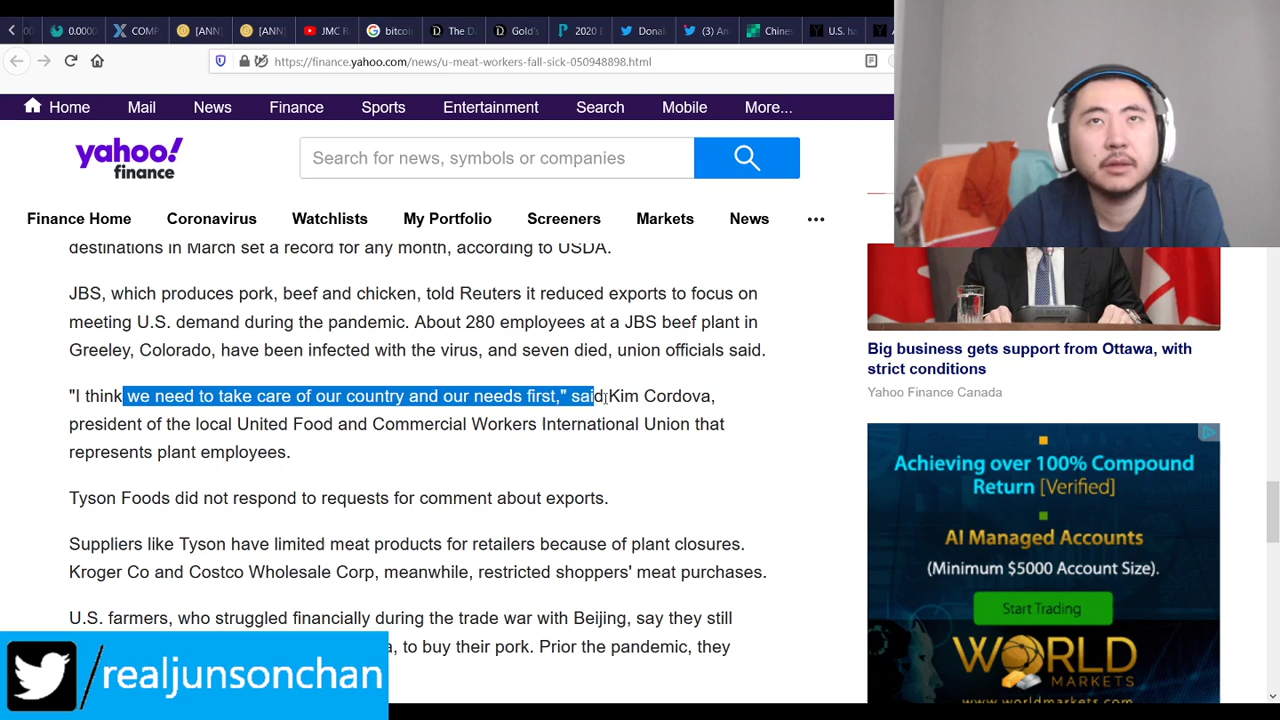 0.0000
COMP
[ANN]
[ANN]
JMC R
bitcoin
The D
Gold's
2020 E
Donal
(3) An
Chines
U.S. ha
https://finance.yahoo.com/news/u-meat-workers-fall-sick-050948898.html
Home Mail News Finance Sports Entertainment Search Mobile More...
yahoo!
finance
Search for news, symbols or companies
Finance Home Coronavirus Watchlists My Portfolio Screeners Markets News
destinations in March set a record for any month, according to USDA.
JBS, which produces pork, beef and chicken, told Reuters it reduced exports to focus on
meeting U.S. demand during the pandemic. About 280 employees at a JBS beef plant in
Greeley, Colorado, have been infected with the virus, and seven died, union officials said.
"I think we need to take care of our country and our needs first," said Kim Cordova,
president of the local United Food and Commercial Workers International Union that
represents plant employees.
Tyson Foods did not respond to requests for comment about exports.
Suppliers like Tyson have limited meat products for retailers because of plant closures.
Kroger Co and Costco Wholesale Corp, meanwhile, restricted shoppers' meat purchases.
U.S. farmers, who struggled financially during the trade war with Beijing, say they still
, to buy their pork. Prior the pandemic, they
Big business gets support from Ottawa, with
strict conditions
Yahoo Finance Canada
Achieving over 100% Compound
Return [Verified]
AI Managed Accounts
(Minimum $5000 Account Size).
Start Trading
WORLD
MARKETS
www.worldmarkets.com
/realjunsonchan